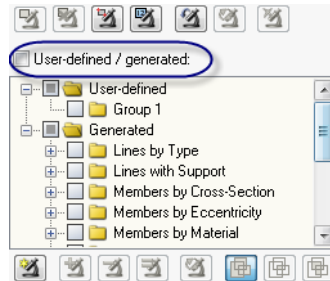 User-defined / generated:
User-defined
Group 1
Generated
Lines by Type
Lines with Support
Members by Cross-Section
Members by Eccentricity
Members by Material